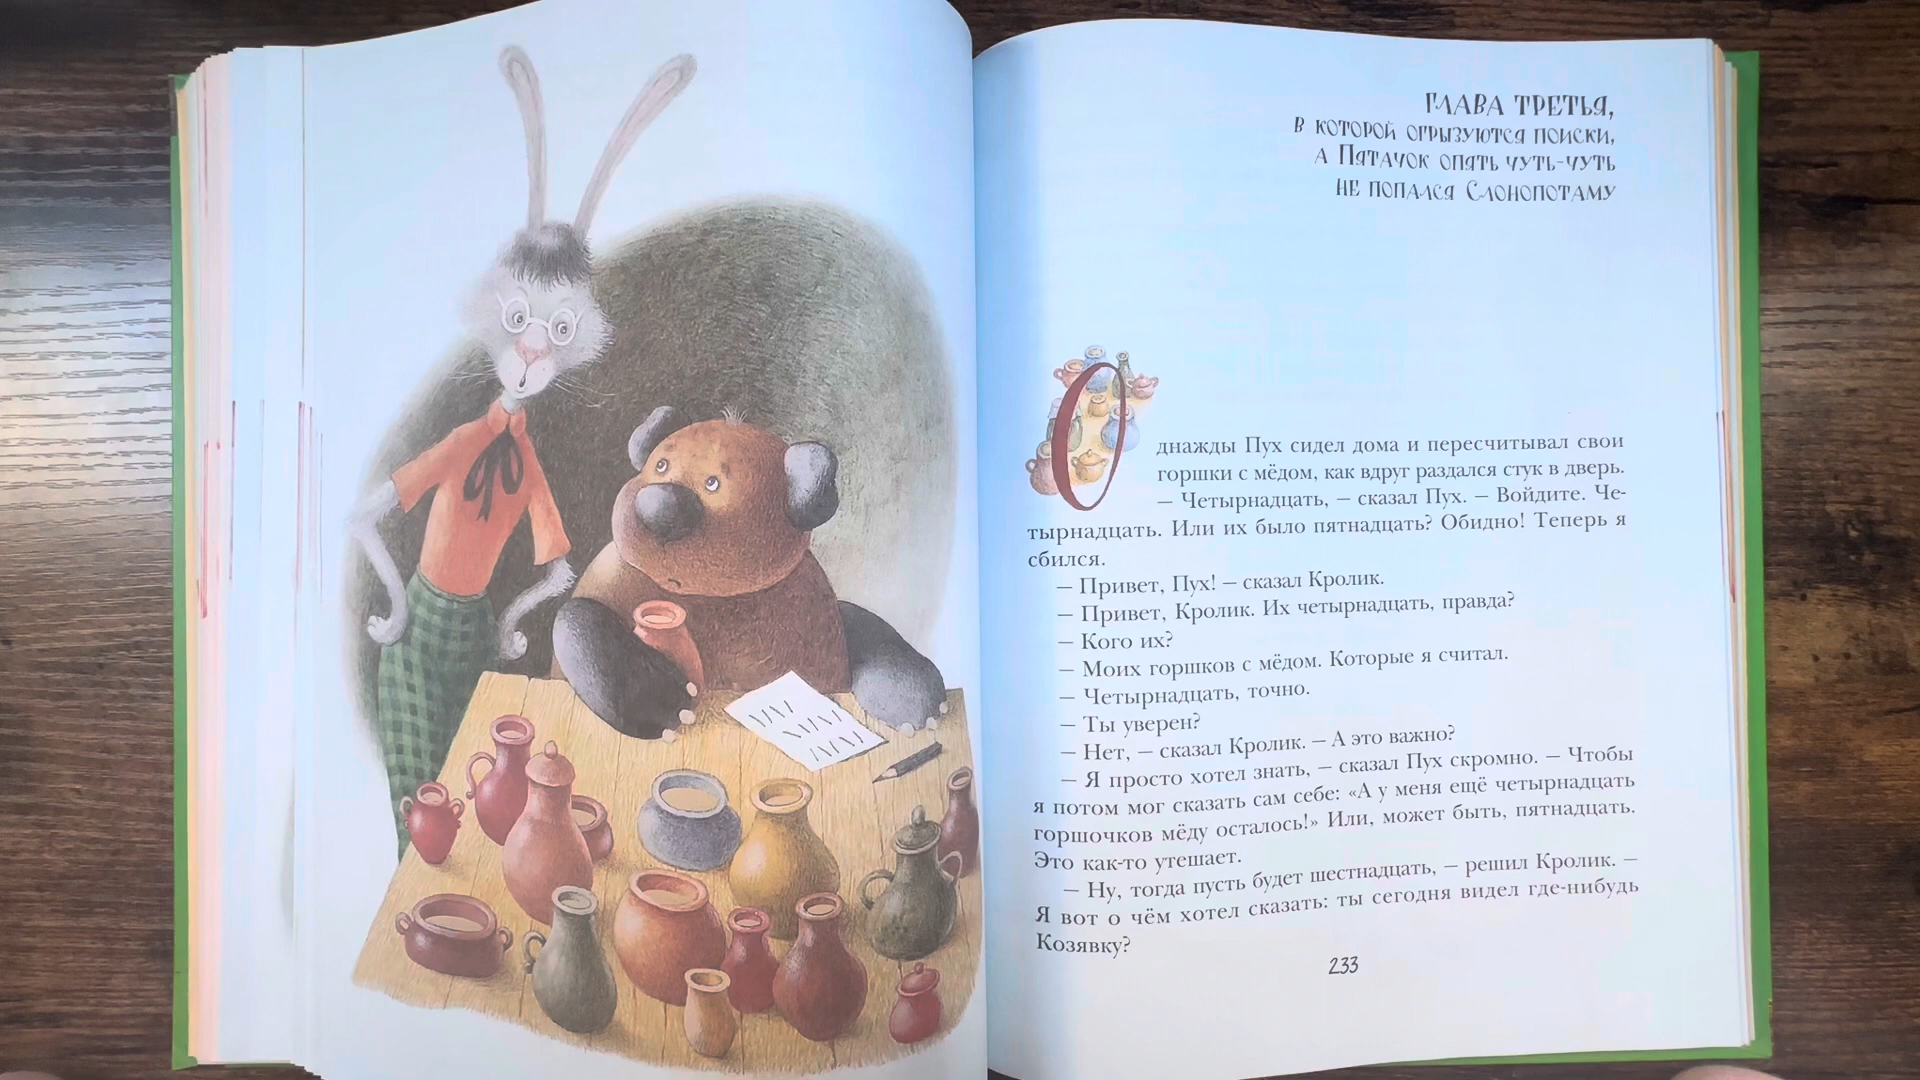 ГЛАВА ТРЕТЬЯ,
В КОТОРОЙ ОГРЫЗУЮТСЯ ПОИСКИ,
А ПЯТАЧОК ОПЯТЬ ЧУТЬ-ЧУТЬ
НЕ ПОПАЛСЯ СЛОНОПОТАМУ
Однажды Пух сидел дома и пересчитывал свои
горшки с мёдом, как вдруг раздался стук в дверь.
— Четырнадцать, — сказал Пух. — Войдите. Че-
тырнадцать. Или их было пятнадцать? Обидно! Теперь я
сбился.
— Привет, Пух! — сказал Кролик.
— Привет, Кролик. Их четырнадцать, правда?
— Кого их?
— Моих горшков с мёдом. Которые я считал.
— Четырнадцать, точно.
— Ты уверен?
— Нет, — сказал Кролик. — А это важно?
— Я просто хотел знать, — сказал Пух скромно. — Чтобы
я потом мог сказать сам себе: «А у меня ещё четырнадцать
горшочков мёду осталось!» Или, может быть, пятнадцать.
Это как-то утешает.
— Ну, тогда пусть будет шестнадцать, — решил Кролик. —
Я вот о чём хотел сказать: ты сегодня видел где-нибудь
Козявку?
233